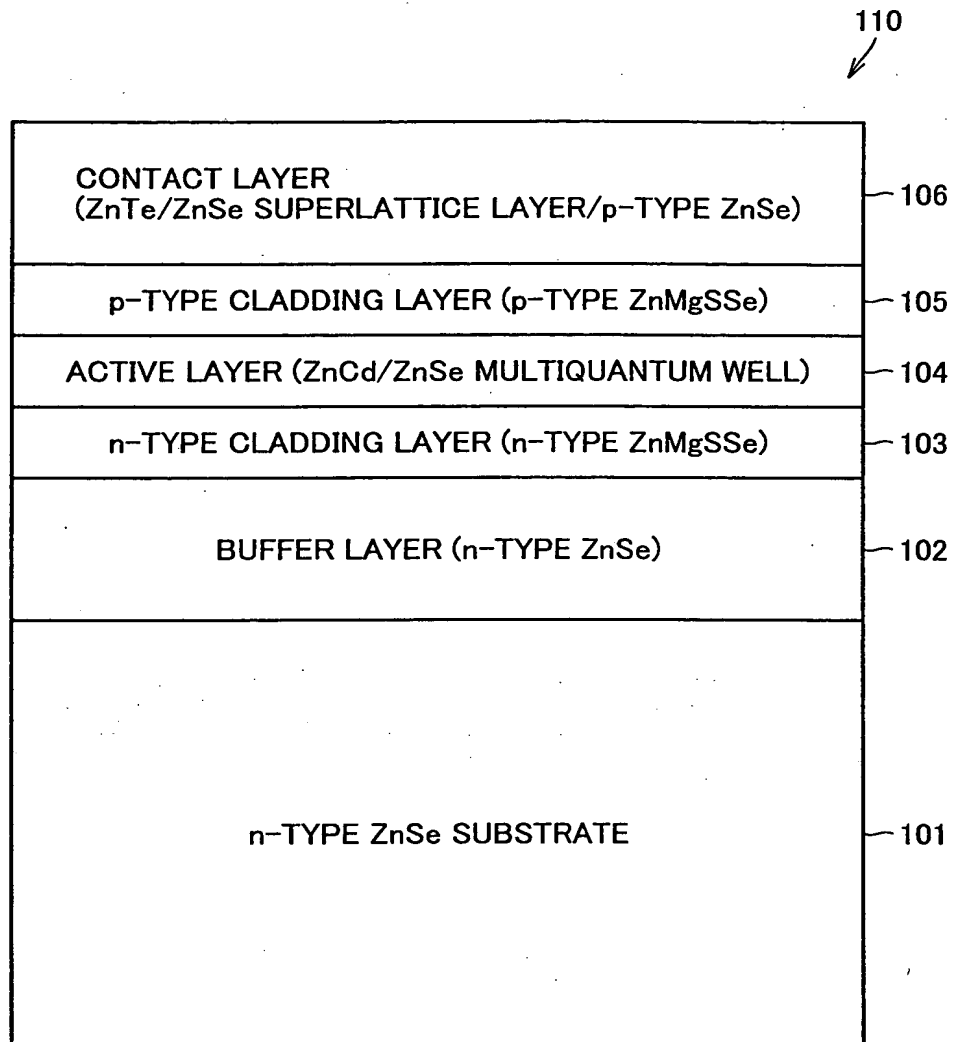 110
CONTACT LAYER
(ZnTe/ZnSe SUPERLATTICE LAYER/p-TYPE ZnSe)
106
p-TYPE CLADDING LAYER (p-TYPE ZnMgSSe)
105
ACTIVE LAYER (ZnCd/ZnSe MULTIQUANTUM WELL)
104
n-TYPE CLADDING LAYER (n-TYPE ZnMgSSe)
103
BUFFER LAYER (n-TYPE ZnSe)
102
n-TYPE ZnSe SUBSTRATE
101